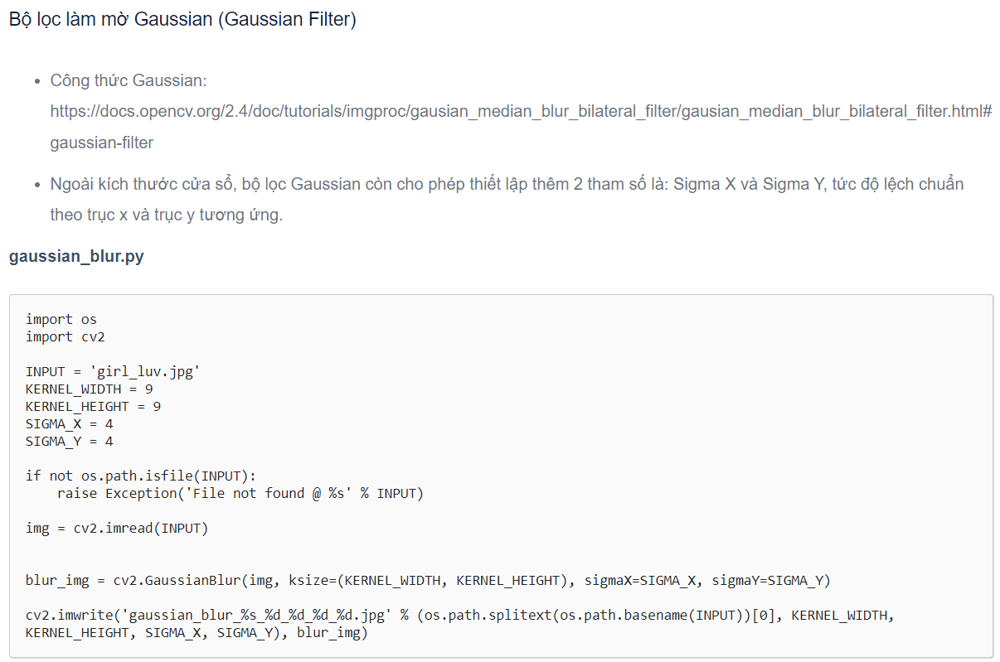 Bộ lọc làm mờ Gaussian (Gaussian Filter)
• Công thức Gaussian:
https://docs.opencv.org/2.4/doc/tutorials/imgproc/gausian_median_blur_bilateral_filter/gausian_median_blur_bilateral_filter.html#
gaussian-filter
• Ngoài kích thước cửa sổ, bộ lọc Gaussian còn cho phép thiết lập thêm 2 tham số là: Sigma X và Sigma Y, tức độ lệch chuẩn
theo trục x và trục y tương ứng.
gaussian_blur.py
import os
import cv2
INPUT = 'girl_luv.jpg'
KERNEL_WIDTH = 9
KERNEL_HEIGHT = 9
SIGMA_X = 4
SIGMA_Y = 4
if not os.path.isfile(INPUT):
    raise Exception('File not found @ %s' % INPUT)
img = cv2.imread(INPUT)
blur_img = cv2.GaussianBlur(img, ksize=(KERNEL_WIDTH, KERNEL_HEIGHT), sigmaX=SIGMA_X, sigmaY=SIGMA_Y)
cv2.imwrite('gaussian_blur_%s_%d_%d_%d_%d.jpg' % (os.path.splitext(os.path.basename(INPUT))[0], KERNEL_WIDTH,
KERNEL_HEIGHT, SIGMA_X, SIGMA_Y), blur_img)